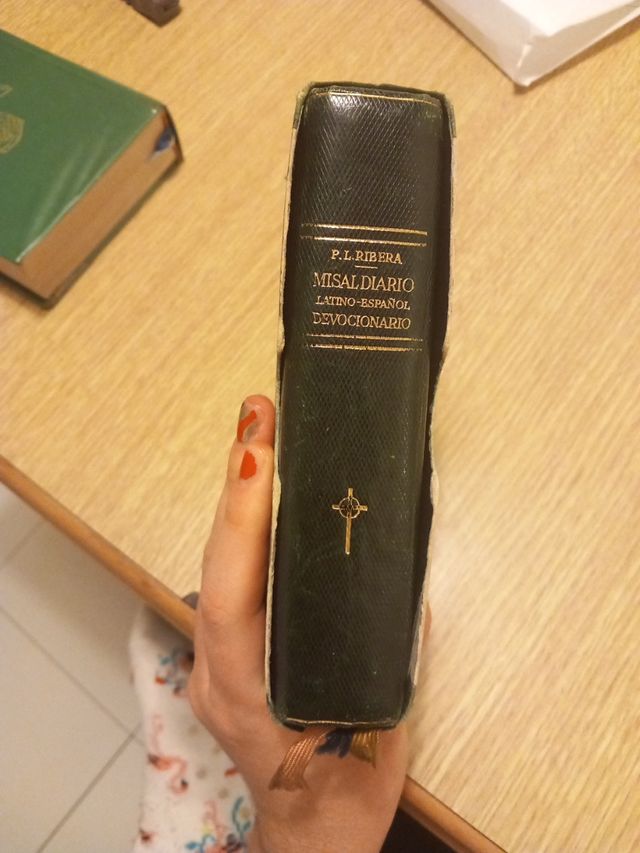 P. L. RIBERA
MISAL DIARIO
LATINO-ESPAÑOL
DEVOCIONARIO